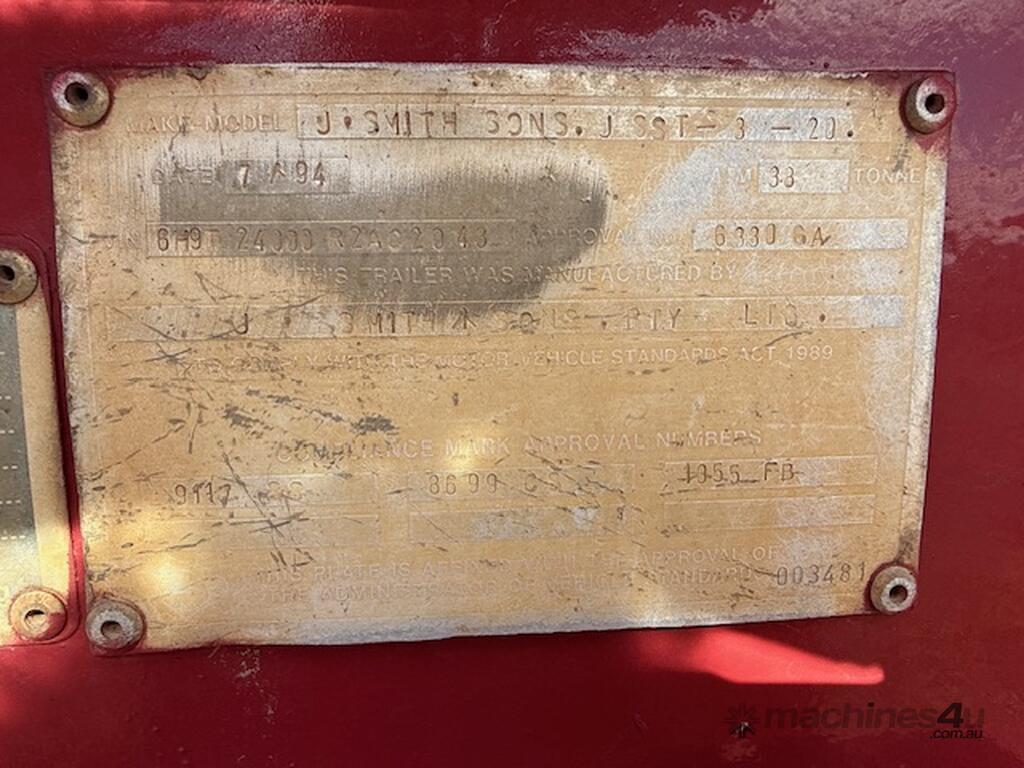 MAKE-MODEL J. SMITH SONS. J SST-3-20.
DATE 7/94 ATM 38 TONNE
VIN 6H9T 24000 R2AC2043 APPROVAL No 6330 GA
THIS TRAILER WAS MANUFACTURED BY
J SMITH & SONS PTY LTD.
TO COMPLY WITH THE MOTOR VEHICLE STANDARDS ACT 1989
COMPLIANCE MARK APPROVAL NUMBERS
9117 8699 1055 FB
THIS PLATE IS WITH THE APPROVAL OF
THE VEHICLE STANDARDS 003481
machines4u
.com.au